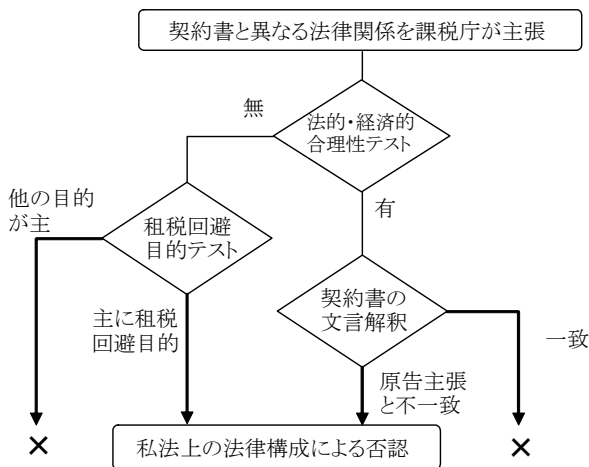 契約書と異なる法律関係を課税庁が主張
無
法的・経済的
合理性テスト
他の目的
が主
租税回避
目的テスト
有
主に租税
回避目的
契約書の
文言解釈
一致
原告主張
と不一致
×
私法上の法律構成による否認
×